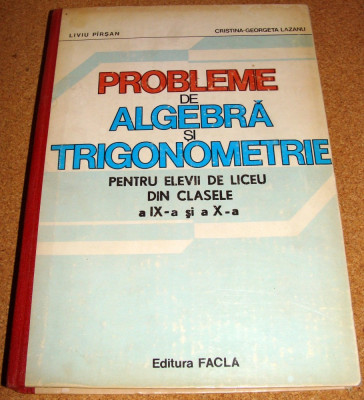 LIVIU PÎRȘAN
CRISTINA-GEORGETA LAZANU
PROBLEME
DE
ALGEBRĂ
ȘI
TRIGONOMETRIE
PENTRU ELEVII DE LICEU
DIN CLASELE
a IX-a și a X-a
Editura FACLA